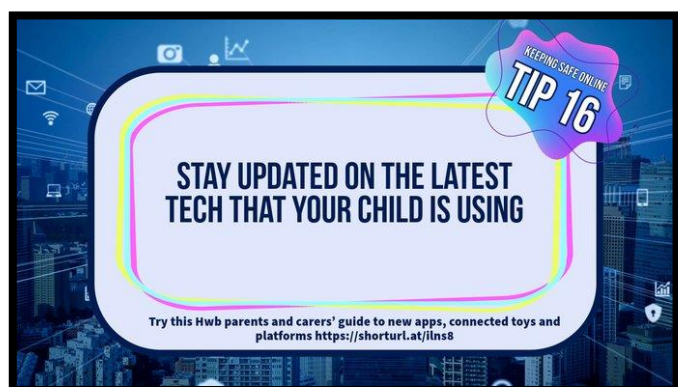 KEEPING SAFE ONLINE
TIP 16
STAY UPDATED ON THE LATEST
TECH THAT YOUR CHILD IS USING
Try this Hwb parents and carers' guide to new apps, connected toys and
platforms https://shorturl.at/ilns8